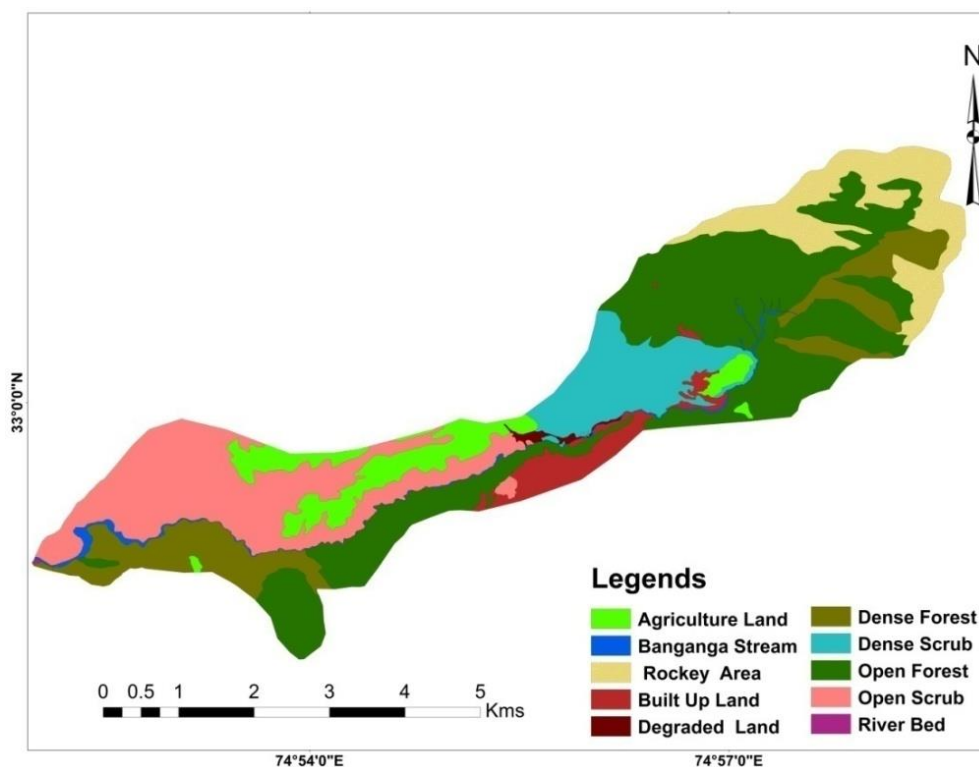 N
33°0'0"N
Legends
Agriculture Land
Banganga Stream
Rockey Area
Built Up Land
Degraded Land
Dense Forest
Dense Scrub
Open Forest
Open Scrub
River Bed
0 0.5 1 2 3 4 5
Kms
74°54'0"E 74°57'0"E